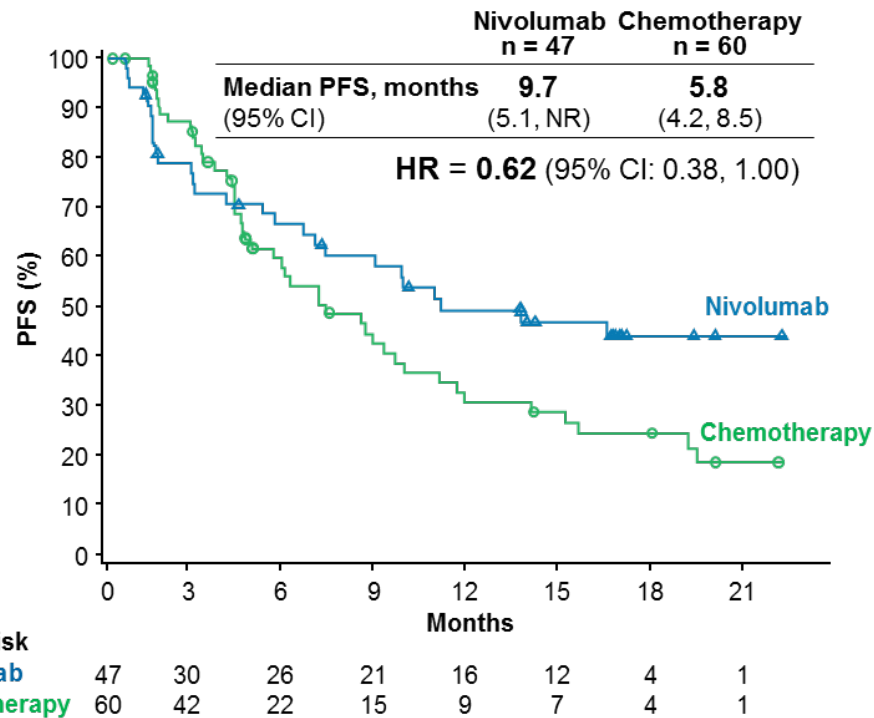 Nivolumab Chemotherapy
n = 47 n = 60
Median PFS, months 9.7 5.8
(95% CI) (5.1, NR) (4.2, 8.5)
HR = 0.62 (95% CI: 0.38, 1.00)
PFS (%)
100
90
80
70
60
50
40
30
20
10
0
Nivolumab
Chemotherapy
0 3 6 9 12 15 18 21
Months
isk
ab 47 30 26 21 16 12 4 1
herapy 60 42 22 15 9 7 4 1